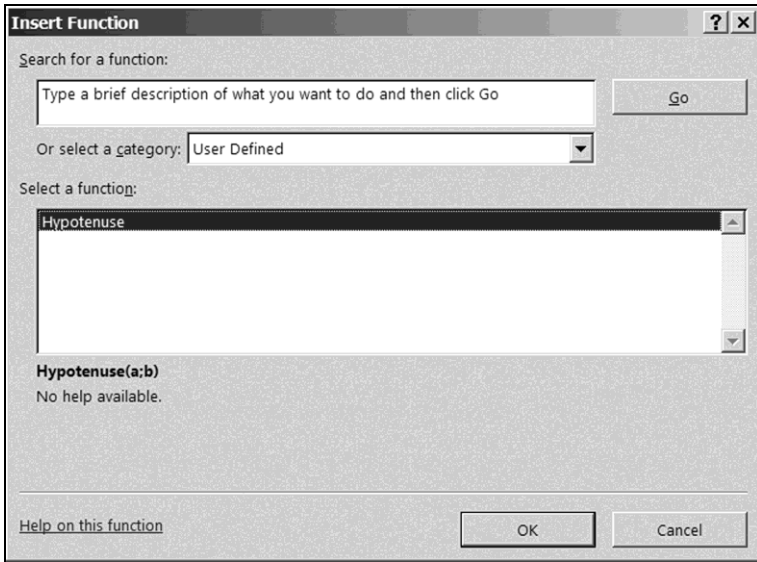 Insert Function
? ×
Search for a function:
Type a brief description of what you want to do and then click Go
Go
Or select a category: User Defined
Select a function:
Hypotenuse
Hypotenuse(a;b)
No help available.
Help on this function
OK
Cancel